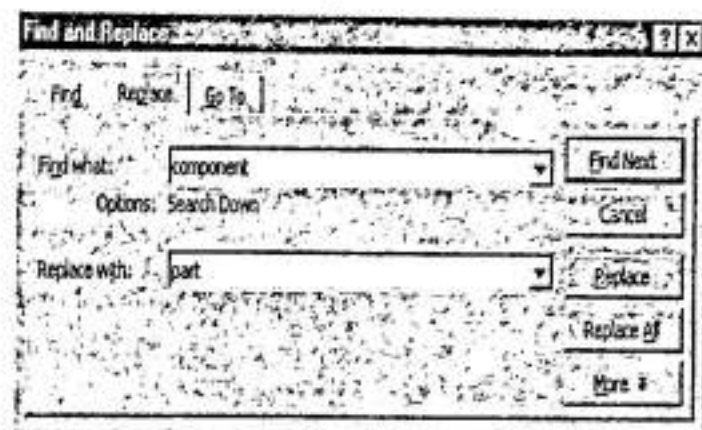 Find and Replace ? X
Find Replace Go To
Find what: component Find Next
Options: Search Down Cancel
Replace with: part Replace
Replace All
More